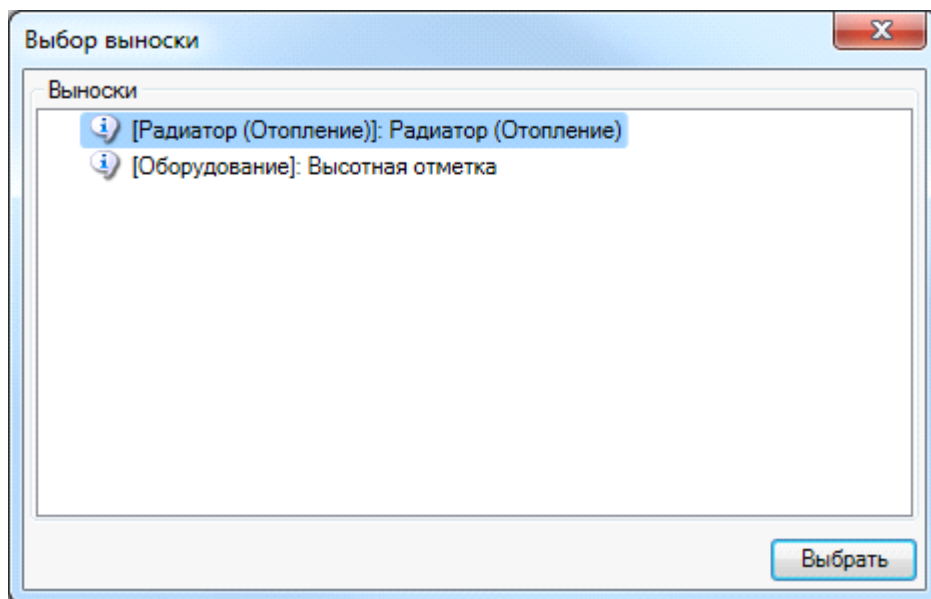 Выбор выноски
Выноски
[Радиатор (Отопление)]: Радиатор (Отопление)
[Оборудование]: Высотная отметка
Выбрать